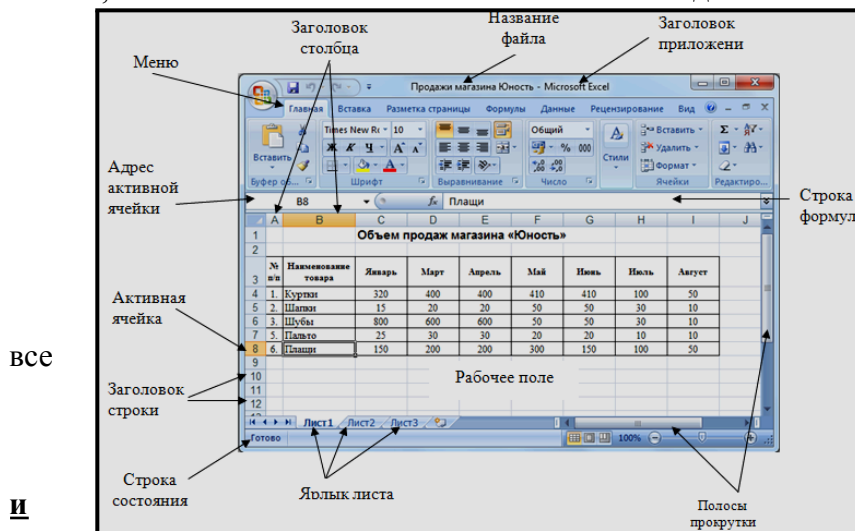 Заголовок
столбца
Название
файла
Заголовок
приложени
Меню
Продажи магазина Юность - Microsoft Excel
Главная Вставка Разметка страницы Формулы Данные Рецензирование Вид
Times New Rc 10 Общий Вставить
Ж К Ч % 000 Удалить
Вставить Стили Формат
Буфер об... Шрифт Выравнивание Число Ячейки Редактиро...
Адрес
активной
ячейки
B8 fx Плащи
Строка
формул
A B C D E F G H I J
1 Объем продаж магазина «Юность»
2
3 № п/п Наименование товара Январь Март Апрель Май Июнь Июль Август
4 1. Куртки 320 400 400 410 410 100 50
5 2. Шапки 15 20 20 50 50 30 10
6 3. Шубы 800 600 600 50 50 30 10
7 5. Пальто 25 30 30 20 20 10 10
8 6. Плащи 150 200 200 300 150 100 50
9
10
11
12
Рабочее поле
Активная
ячейка
все
Заголовок
строки
Лист1 Лист2 Лист3
Готово 100%
Строка
состояния
Ярлык листа
Полосы
прокрутки
и